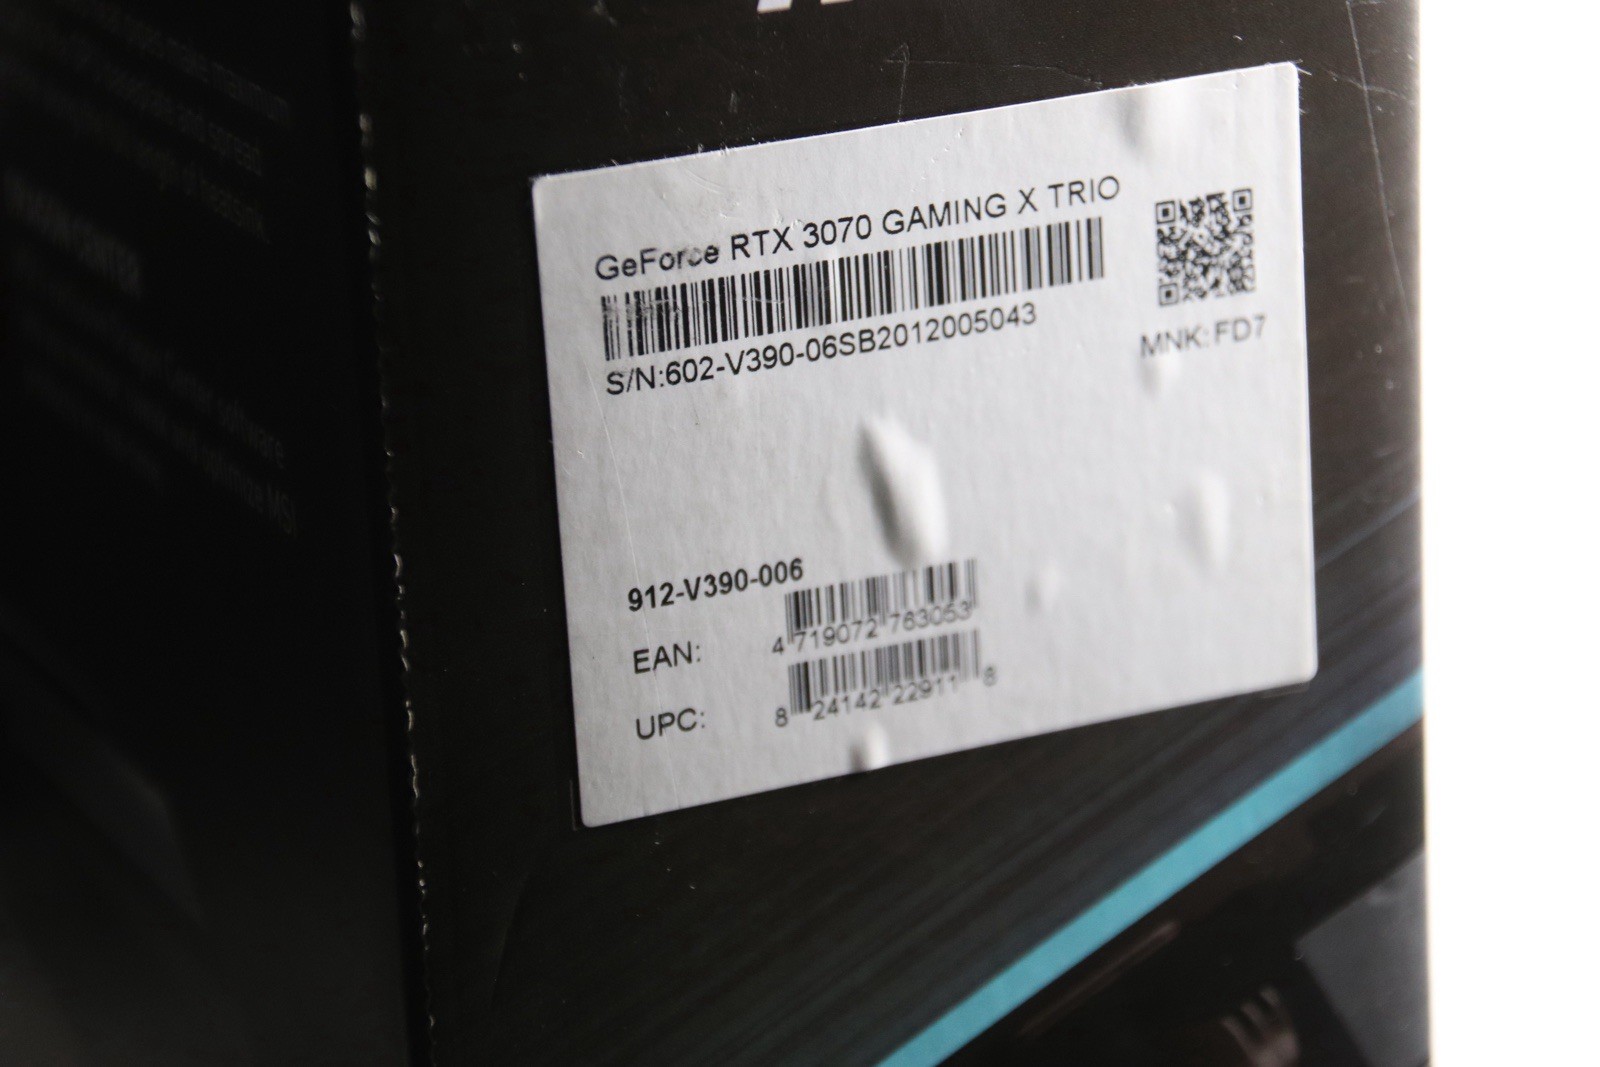 GeForce RTX 3070 GAMING X TRIO
S/N:602-V390-06SB2012005043
MNK: FD7
912-V390-006
EAN:
4 719072 763053
UPC:
8 24142 22911 8